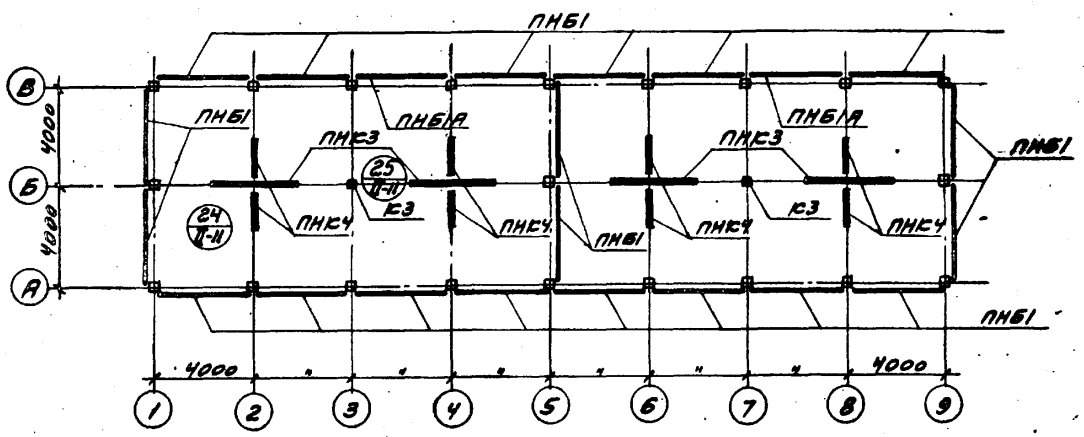 ПНБ1
В
4000
ПНБ1
ПНБ1А
ПНК3
ПНБ1А
ПНК3
ПНБ1
Б
25
II-II
24
II-II
4000
ПНК4
К3
ПНК4
ПНБ1
ПНК4
К3
ПНК4
А
ПНБ1
4000 " " " " " " 4000
1 2 3 4 5 6 7 8 9